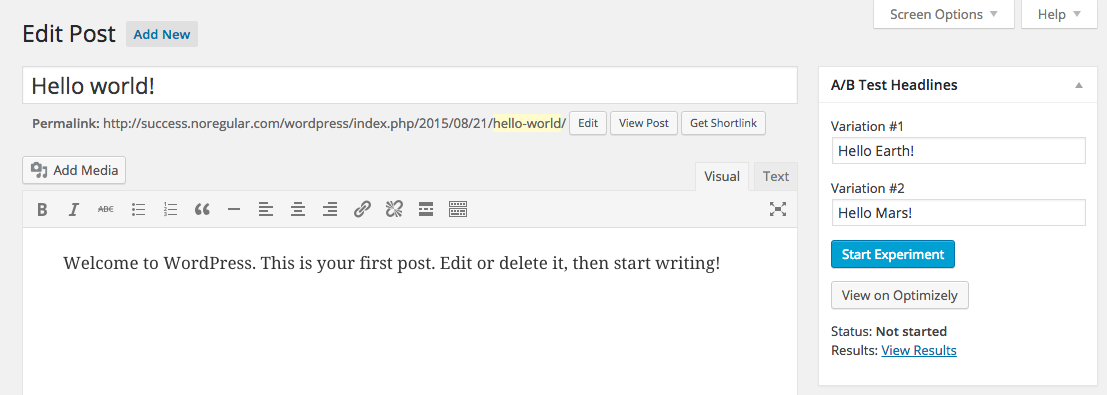 Screen Options Help
Edit Post Add New
Hello world!
Permalink: http://success.noregular.com/wordpress/index.php/2015/08/21/hello-world/ Edit View Post Get Shortlink
Add Media
Visual Text
B I ABC
Welcome to WordPress. This is your first post. Edit or delete it, then start writing!
A/B Test Headlines
Variation #1
Hello Earth!
Variation #2
Hello Mars!
Start Experiment
View on Optimizely
Status: Not started
Results: View Results